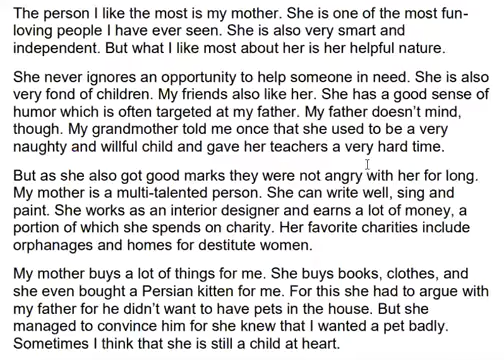 The person I like the most is my mother. She is one of the most fun-
loving people I have ever seen. She is also very smart and
independent. But what I like most about her is her helpful nature.
She never ignores an opportunity to help someone in need. She is also
very fond of children. My friends also like her. She has a good sense of
humor which is often targeted at my father. My father doesn’t mind,
though. My grandmother told me once that she used to be a very
naughty and willful child and gave her teachers a very hard time.
But as she also got good marks they were not angry with her for long.
My mother is a multi-talented person. She can write well, sing and
paint. She works as an interior designer and earns a lot of money, a
portion of which she spends on charity. Her favorite charities include
orphanages and homes for destitute women.
My mother buys a lot of things for me. She buys books, clothes, and
she even bought a Persian kitten for me. For this she had to argue with
my father for he didn’t want to have pets in the house. But she
managed to convince him for she knew that I wanted a pet badly.
Sometimes I think that she is still a child at heart.